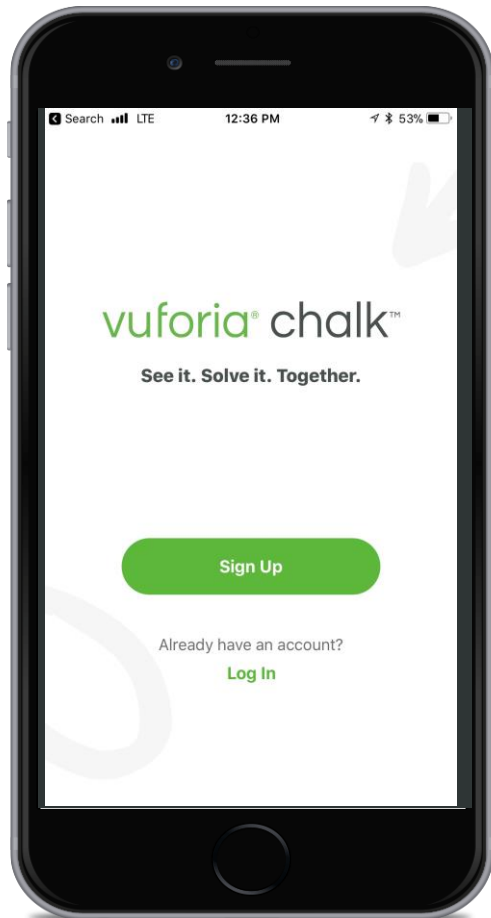 Search LTE 12:36 PM 53%
vuforia® chalk™
See it. Solve it. Together.
Sign Up
Already have an account?
Log In